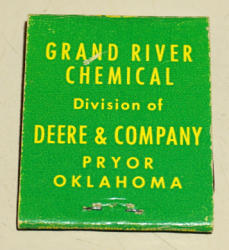 GRAND RIVER
CHEMICAL
Division of
DEERE & COMPANY
PRYOR
OKLAHOMA